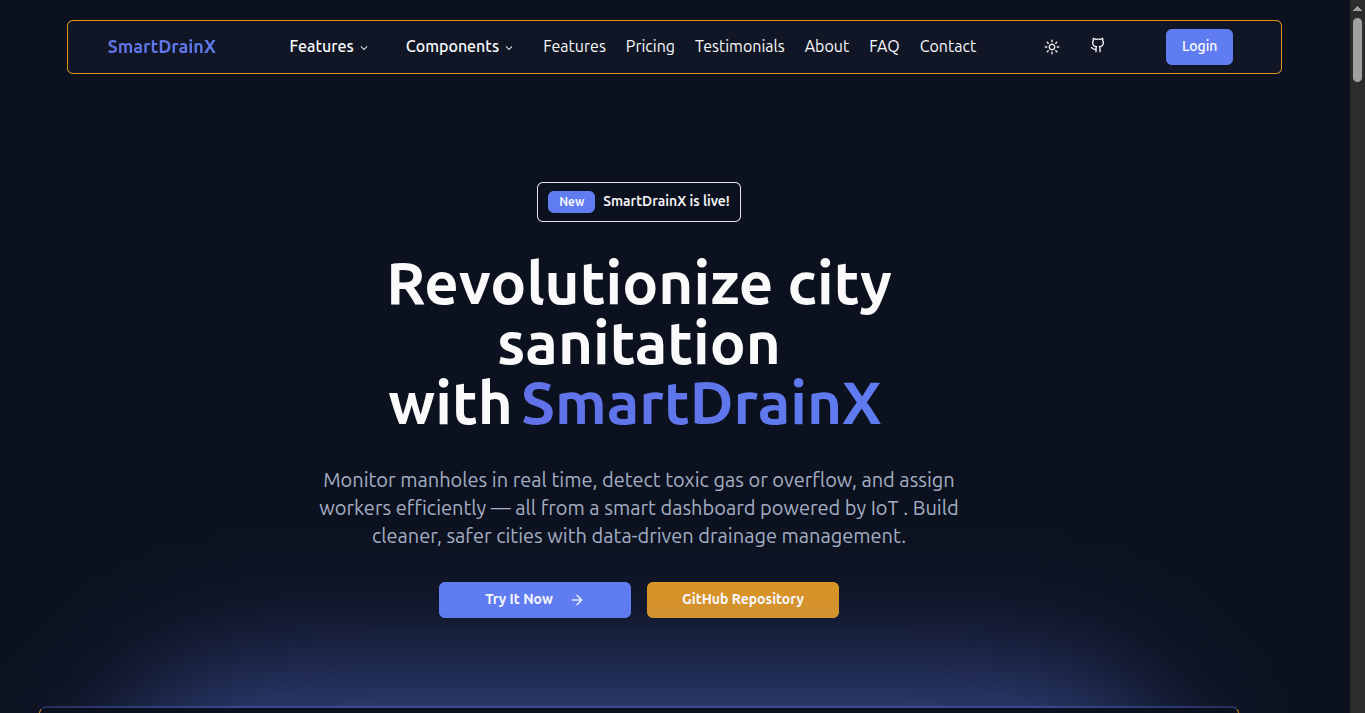 SmartDrainX Features Components Features Pricing Testimonials About FAQ Contact Login
New SmartDrainX is live!
Revolutionize city
sanitation
with SmartDrainX
Monitor manholes in real time, detect toxic gas or overflow, and assign
workers efficiently — all from a smart dashboard powered by IoT . Build
cleaner, safer cities with data-driven drainage management.
Try It Now GitHub Repository